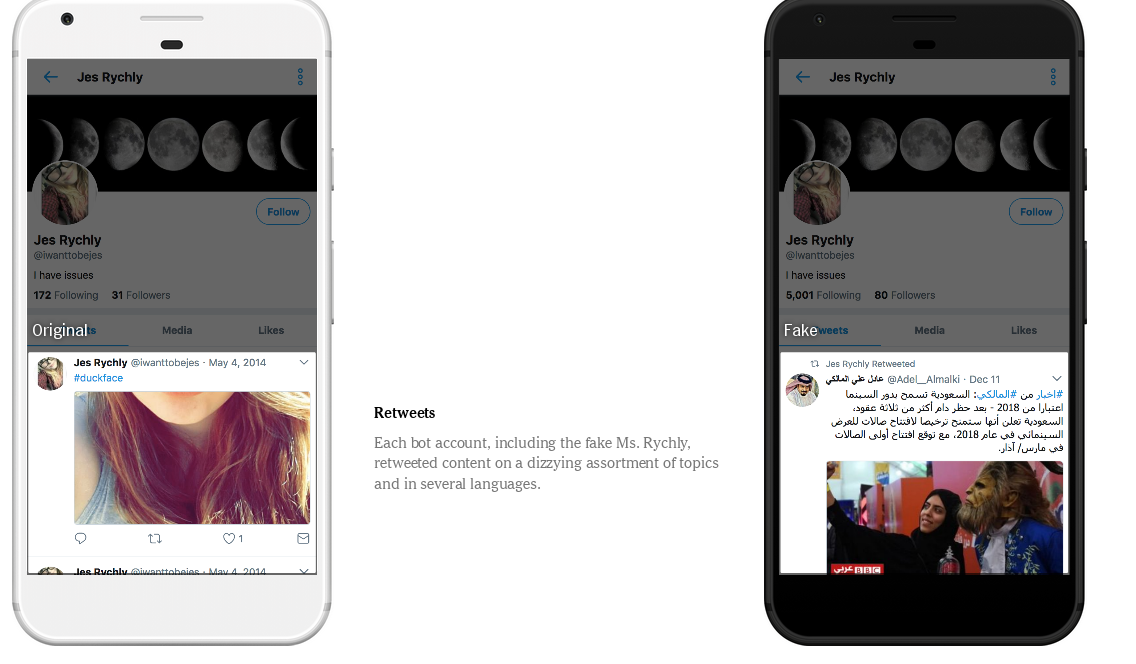 Jes Rychly
Follow
Jes Rychly
@iwanttobejes
I have issues
172 Following 31 Followers
Original
Media
Likes
Jes Rychly @iwanttobejes · May 4, 2014
#duckface
1
Jes Rychly @iwanttobejes · May 4, 2014
Retweets
Each bot account, including the fake Ms. Rychly,
retweeted content on a dizzying assortment of topics
and in several languages.
Jes Rychly
Follow
Jes Rychly
@Iwanttobejes
I have issues
5,001 Following 80 Followers
Fake
Tweets
Media
Likes
Jes Rychly Retweeted
عادل علي المالكي @Adel__Almalki · Dec 11
#اخبار من #المالكي: السعودية تسمح بدور السينما
اعتبارا من 2018 - بعد حظر دام أكثر من ثلاثة عقود،
السعودية تعلن أنها ستمنح ترخيصا لافتتاح صالات للعرض
السينمائي في عام 2018، مع توقع افتتاح أولى الصالات
في مارس/ آذار.
BBC عربي